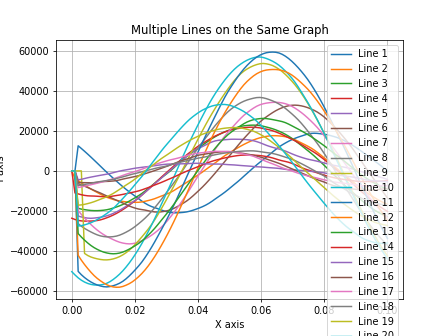 Multiple Lines on the Same Graph
60000
40000
20000
0
−20000
−40000
−60000
0.00
0.02
0.04
0.06
X axis
Line 1
Line 2
Line 3
Line 4
Line 5
Line 6
Line 7
Line 8
Line 9
Line 10
Line 11
Line 12
Line 13
Line 14
Line 15
Line 16
Line 17
Line 18
Line 19
Line 20